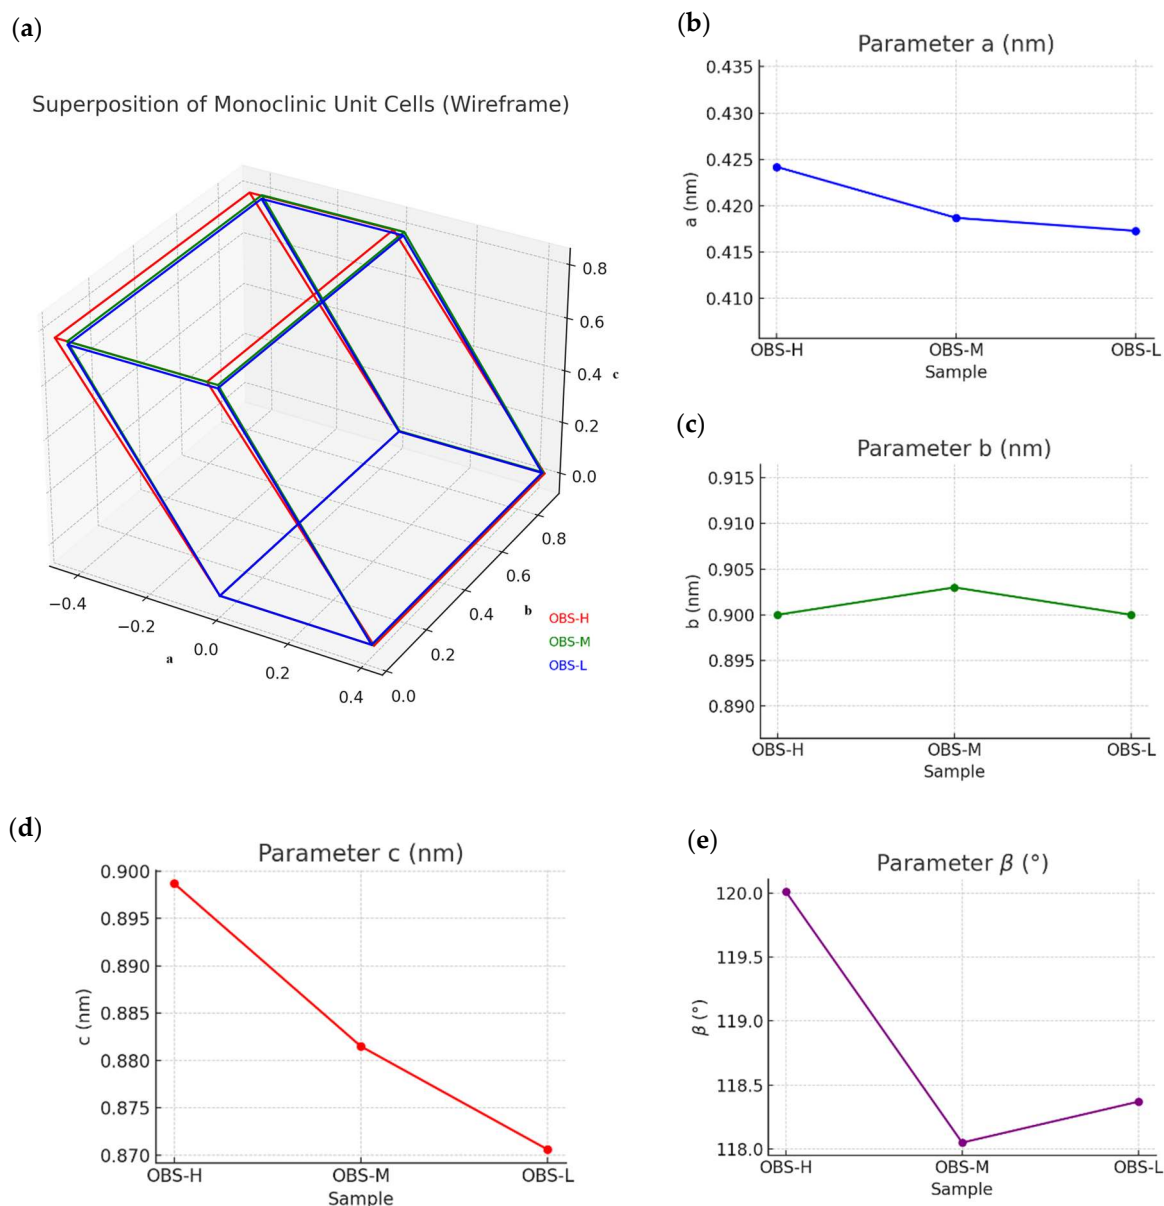 (a)
Superposition of Monoclinic Unit Cells (Wireframe)
0.8
0.6
0.4
0.2
0.0
c
0.8
0.6
0.4
0.2
0.0
b
−0.4
−0.2
0.0
0.2
0.4
a
OBS-H
OBS-M
OBS-L
(b)
Parameter a (nm)
0.435
0.430
0.425
0.420
0.415
0.410
a (nm)
OBS-H OBS-M OBS-L
Sample
(c)
Parameter b (nm)
0.915
0.910
0.905
0.900
0.895
0.890
b (nm)
OBS-H OBS-M OBS-L
Sample
(d)
Parameter c (nm)
0.900
0.895
0.890
0.885
0.880
0.875
0.870
c (nm)
OBS-H OBS-M OBS-L
Sample
(e)
Parameter β (°)
120.0
119.5
119.0
118.5
118.0
β (°)
OBS-H OBS-M OBS-L
Sample